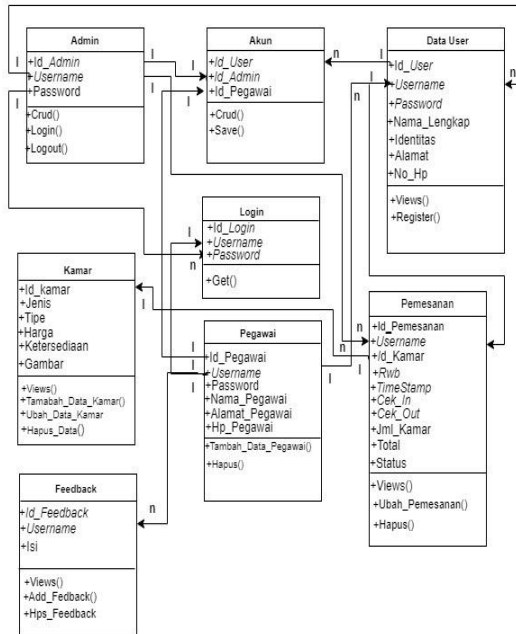 Admin
+Id_Admin
+Username
+Password
+Crud()
+Login()
+Logout()
Akun
+Id_User
+Id_Admin
+Id_Pegawai
+Crud()
+Save()
Data User
+Id_User
+Username
+Password
+Nama_Lengkap
+Identitas
+Alamat
+No_Hp
+Views()
+Register()
Login
+Id_Login
+Username
+Password
+Get()
Kamar
+Id_kamar
+Jenis
+Tipe
+Harga
+Ketersediaan
+Gambar
+Views()
+Tamabah_Data_Kamar()
+Ubah_Data_Kamar
+Hapus_Data()
Pegawai
Id_Pegawai
+Username
+Password
+Nama_Pegawai
+Alamat_Pegawai
+Hp_Pegawai
+Tambah_Data_Pegawai()
+Hapus()
Pemesanan
+Id_Pemesanan
+Username
+Id_Kamar
+Rwb
+TimeStamp
+Cek_In
+Cek_Out
+Jml_Kamar
+Total
+Status
+Views()
+Ubah_Pemesanan()
+Hapus()
Feedback
+Id_Feedback
+Username
+Isi
+Views()
+Add_Fedback()
+Hps_Feedback
I
I
I
I
I
I
I
n
I
n
n
I
n
I
n
I
n
n
I
I
I
I
I
n